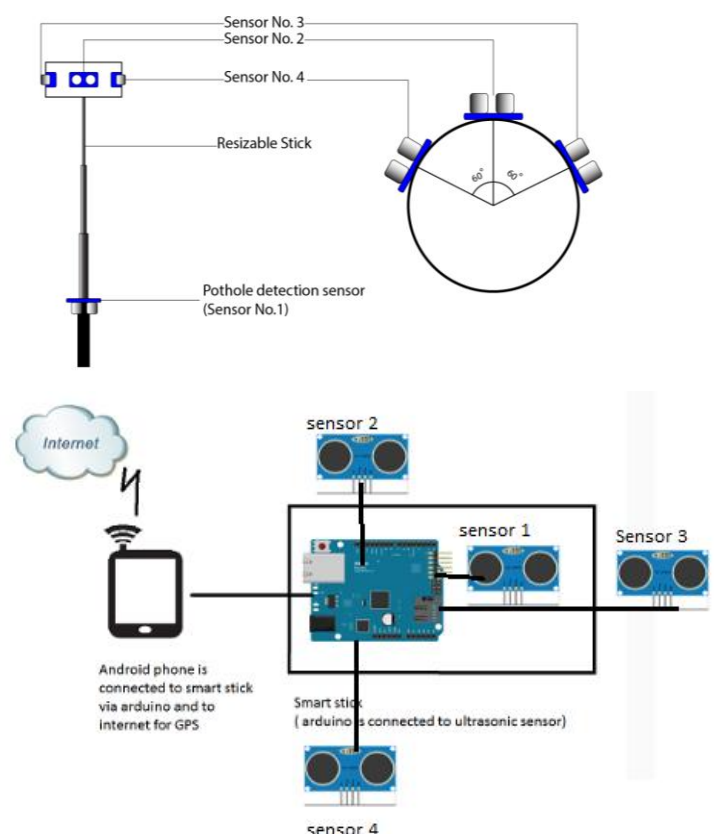 Sensor No. 3
Sensor No. 2
Sensor No. 4
Resizable Stick
60°
60°
Pothole detection sensor
(Sensor No.1)
Internet
sensor 2
sensor 1
Sensor 3
Android phone is
connected to smart stick
via arduino and to
internet for GPS
Smart stick
( arduino is connected to ultrasonic sensor)
sensor 4